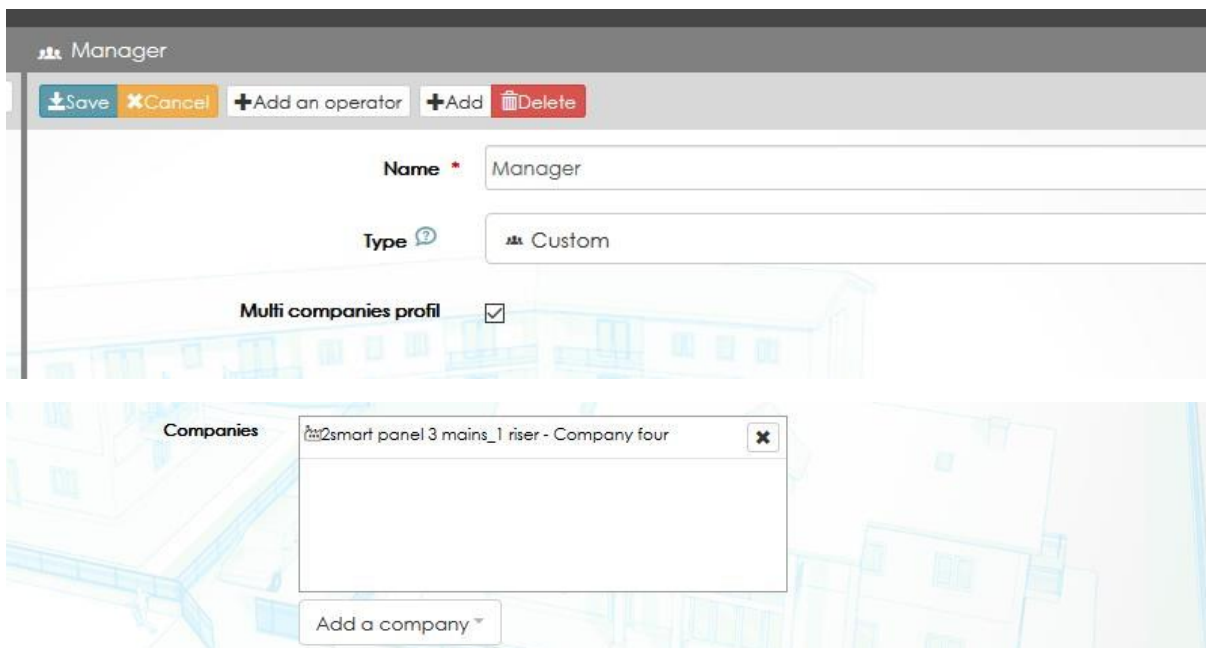 Manager
Save Cancel Add an operator Add Delete
Name * Manager
Type Custom
Multi companies profil
Companies 2smart panel 3 mains_1 riser - Company four
Add a company